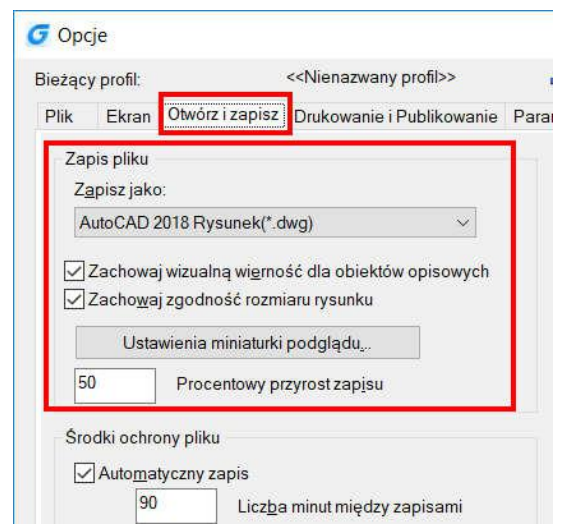 Opcje
Bieżący profil: <<Nienazwany profil>>
Plik Ekran Otwórz i zapisz Drukowanie i Publikowanie Para
Zapis pliku
Zapisz jako:
AutoCAD 2018 Rysunek(*.dwg)
Zachowaj wizualną wierność dla obiektów opisowych
Zachowaj zgodność rozmiaru rysunku
Ustawienia miniaturki podglądu...
50 Procentowy przyrost zapisu
Środki ochrony pliku
Automatyczny zapis
90 Liczba minut między zapisami